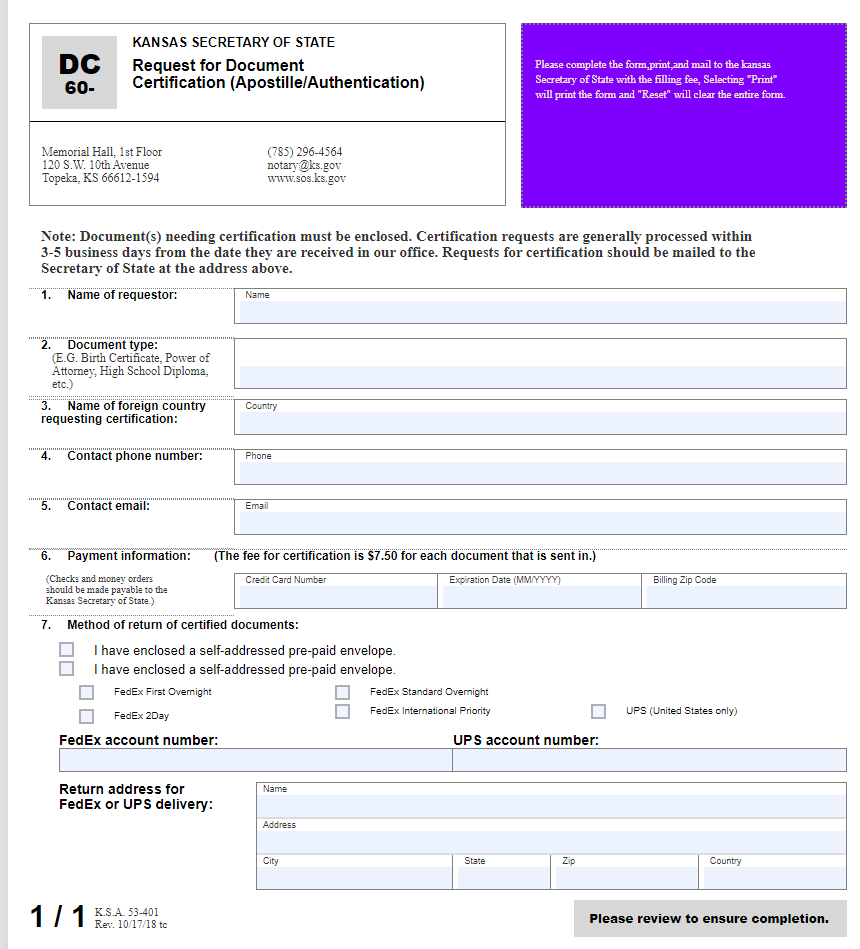 DC
60-
KANSAS SECRETARY OF STATE
Request for Document
Certification (Apostille/Authentication)
Memorial Hall, 1st Floor
120 S.W. 10th Avenue
Topeka, KS 66612-1594
(785) 296-4564
notary@ks.gov
www.sos.ks.gov
Please complete the form,print,and mail to the kansas
Secretary of State with the filling fee, Selecting "Print"
will print the form and "Reset" will clear the entire form.
Note: Document(s) needing certification must be enclosed. Certification requests are generally processed within
3-5 business days from the date they are received in our office. Requests for certification should be mailed to the
Secretary of State at the address above.
1. Name of requestor:
Name
2. Document type:
(E.G. Birth Certificate, Power of
Attorney, High School Diploma,
etc.)
3. Name of foreign country
requesting certification:
Country
4. Contact phone number:
Phone
5. Contact email:
Email
6. Payment information: (The fee for certification is $7.50 for each document that is sent in.)
(Checks and money orders
should be made payable to the
Kansas Secretary of State.)
Credit Card Number
Expiration Date (MM/YYYY)
Billing Zip Code
7. Method of return of certified documents:
I have enclosed a self-addressed pre-paid envelope.
I have enclosed a self-addressed pre-paid envelope.
FedEx First Overnight
FedEx Standard Overnight
FedEx 2Day
FedEx International Priority
UPS (United States only)
FedEx account number:
UPS account number:
Return address for
FedEx or UPS delivery:
Name
Address
City
State
Zip
Country
1 / 1
K.S.A. 53-401
Rev. 10/17/18 tc
Please review to ensure completion.